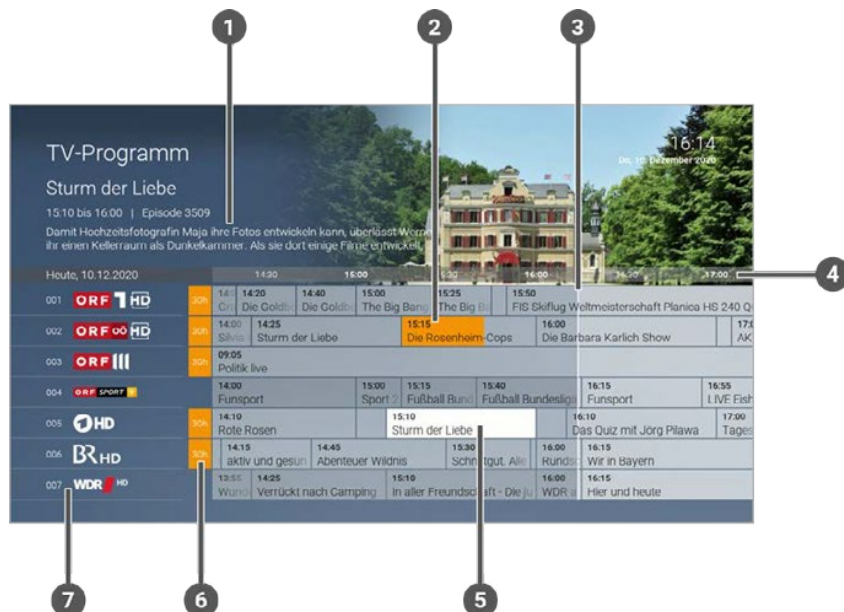 1 2 3
TV-Programm
16:14
Do, 10. Dezember 2020
Sturm der Liebe
15:10 bis 16:00 | Episode 3509
Damit Hochzeitsfotografin Maja ihre Fotos entwickeln kann, überlässt Werne
ihr einen Kellerraum als Dunkelkammer. Als sie dort einige Filme entwickelt,
Heute, 10.12.2020 14:30 15:00 15:30 16:00 16:30 17:00
4
001 ORF 1 HD 30h 14:20 14:40 15:00 15:25 15:50
Die Goldb Die Goldb The Big Bang The Big Ba FIS Skiflug Weltmeisterschaft Planica HS 240 Q
002 ORF OÖ HD 30h 14:00 14:25 15:15 16:00
Silvia Sturm der Liebe Die Rosenheim-Cops Die Barbara Karlich Show AK
003 ORF III 30h 09:05
Politik live
004 ORF SPORT + 14:00 15:00 15:15 15:40 16:15 16:55
Funsport Sport 2 Fußball Bund Fußball Bundesliga Funsport LIVE Eish
005 HD 30h 14:10 15:10 16:10 17:00
Rote Rosen Sturm der Liebe Das Quiz mit Jörg Pilawa Tages
006 BR HD 30h 14:15 14:45 15:30 16:00 16:15
aktiv und gesun Abenteuer Wildnis Schnittgut. Alle Rundsc Wir in Bayern
007 WDR HD 13:55 14:25 15:10 16:00 16:15
Wund Verrückt nach Camping In aller Freundschaft - Die ju WDR a Hier und heute
7 6 5